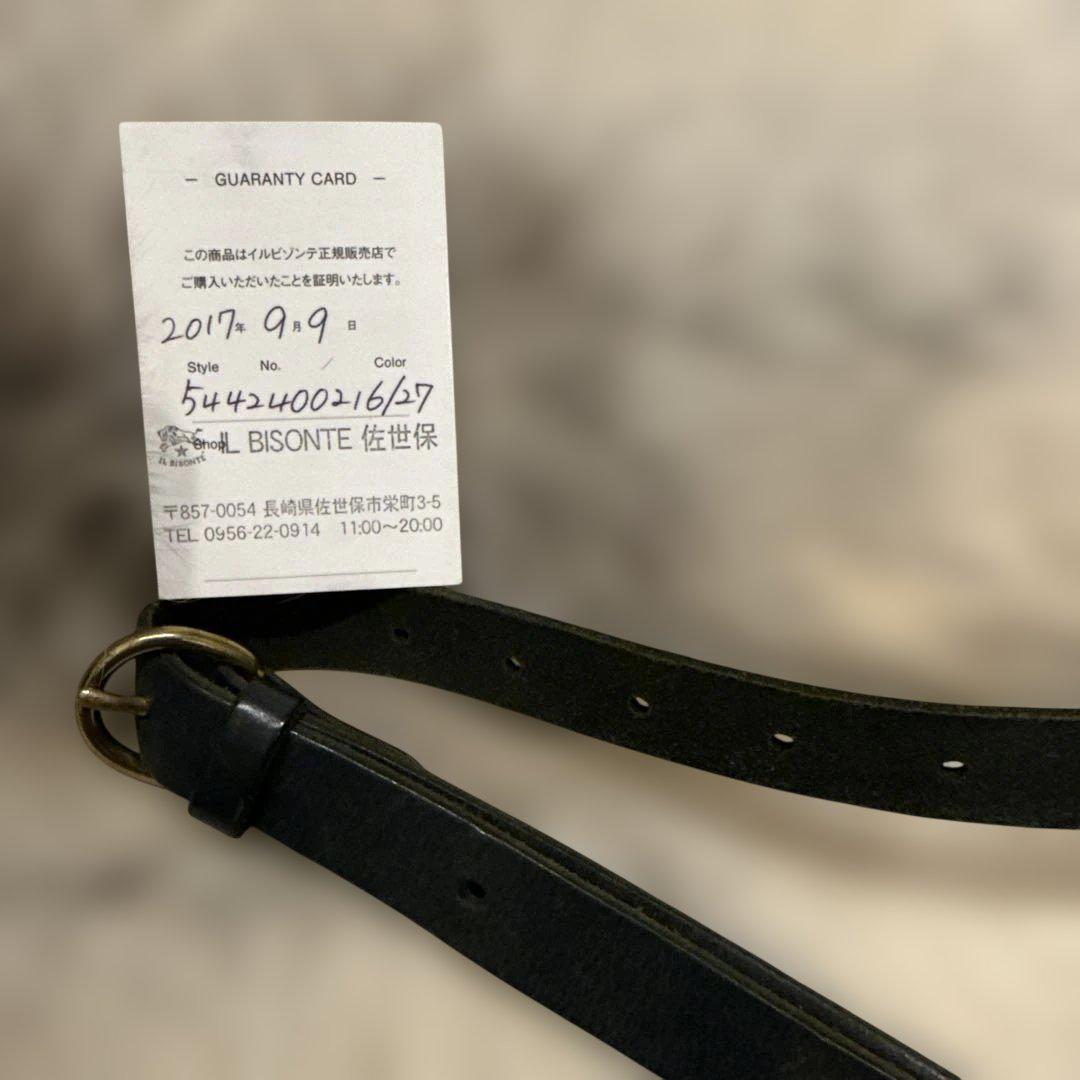 — GUARANTY CARD —
この商品はイルビゾンテ正規販売店で
ご購入いただいたことを証明いたします。
2017年 9月9日
Style No. / Color
5442400216/27
Shop IL BISONTE 佐世保
IL BISONTE
〒857-0054 長崎県佐世保市栄町3-5
TEL 0956-22-0914 11:00～20:00